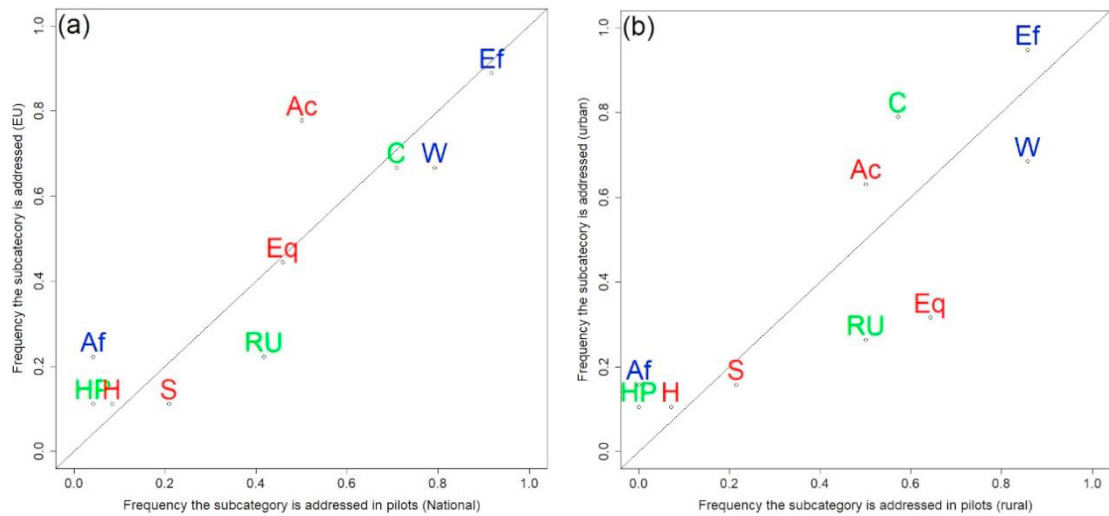 (a)
Frequency the subcatecory is addressed (EU)
1.0
0.8
0.6
0.4
0.2
0.0
Ef
Ac
C
W
Eq
Af
RU
HP
H
S
0.0 0.2 0.4 0.6 0.8 1.0
Frequency the subcategory is addressed in pilots (National)
(b)
Frequency the subcatecory is addressed (urban)
1.0
0.8
0.6
0.4
0.2
0.0
Ef
C
W
Ac
Eq
RU
Af
S
HP
H
0.0 0.2 0.4 0.6 0.8 1.0
Frequency the subcategory is addressed in pilots (rural)